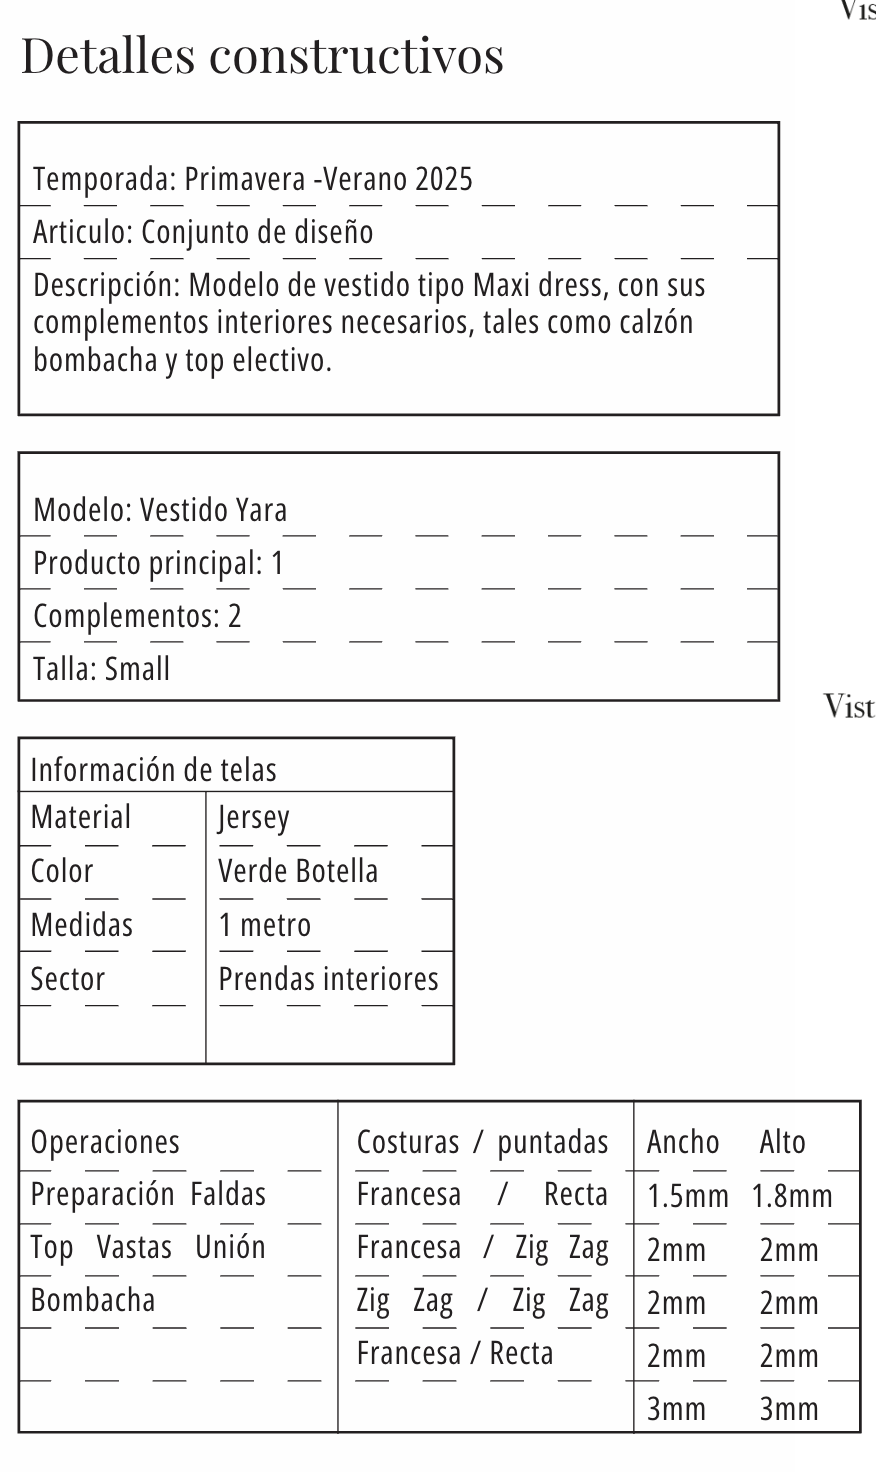 Vis
Detalles constructivos
Temporada: Primavera -Verano 2025
Articulo: Conjunto de diseño
Descripción: Modelo de vestido tipo Maxi dress, con sus
complementos interiores necesarios, tales como calzón
bombacha y top electivo.
Modelo: Vestido Yara
Producto principal: 1
Complementos: 2
Talla: Small
Vist
Información de telas
Material Jersey
Color Verde Botella
Medidas 1 metro
Sector Prendas interiores
Operaciones Costuras / puntadas Ancho Alto
Preparación Faldas Francesa / Recta 1.5mm 1.8mm
Top Vastas Unión Francesa / Zig Zag 2mm 2mm
Bombacha Zig Zag / Zig Zag 2mm 2mm
Francesa / Recta 2mm 2mm
3mm 3mm